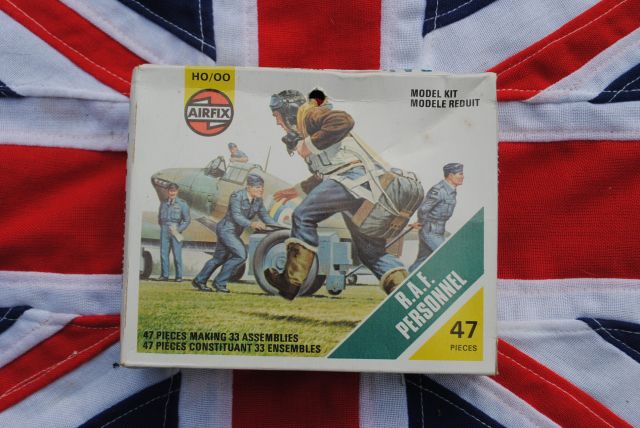 HO/OO
AIRFIX
MODEL KIT
MODELE REDUIT
R.A.F.
PERSONNEL
47 PIECES MAKING 33 ASSEMBLIES
47 PIECES CONSTITUANT 33 ENSEMBLES
47
PIECES